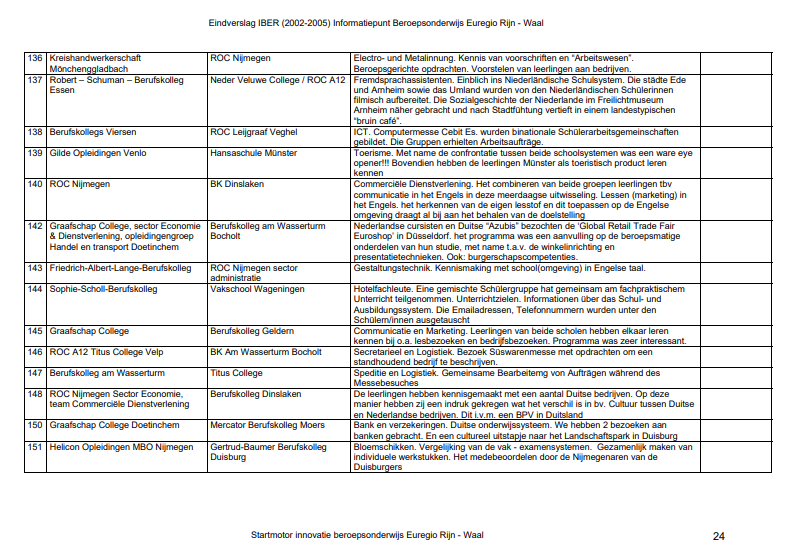 Eindverslag IBER (2002-2005) Informatiepunt Beroepsonderwijs Euregio Rijn - Waal
136 Kreishandwerkerschaft Mönchenggladbach ROC Nijmegen Electro- und Metalinnung. Kennis van voorschriften en “Arbeitswesen”.
Beroepsgerichte opdrachten. Voorstelen van leerlingen aan bedrijven.
137 Robert – Schuman – Berufskolleg Essen Neder Veluwe College / ROC A12 Fremdsprachassistenten. Einblich ins Niederländische Schulsystem. Die städte Ede
und Arnheim sowie das Umland wurden von den Niederländischen Schülerinnen
filmisch aufbereitet. Die Sozialgeschichte der Niederlande im Freilichtmuseum
Arnheim näher gebracht und nach Stadtführung vertieft in einem landestypischen
“bruin café”.
138 Berufskollegs Viersen ROC Leijgraaf Veghel ICT. Computermesse Cebit Es. wurden binationale Schülerarbeitsgemeinschaften
gebildet. Die Gruppen erhielten Arbeitsaufträge.
139 Gilde Opleidingen Venlo Hansaschule Münster Toerisme. Met name de confrontatie tussen beide schoolsystemen was een ware eye
opener!!! Bovendien hebben de leerlingen Münster als toeristisch product leren
kennen
140 ROC Nijmegen BK Dinslaken Commerciële Dienstverlening. Het combineren van beide groepen leerlingen tbv
communicatie in het Engels in deze meerdaagse uitwisseling. Lessen (marketing) in
het Engels. het herkennen van de eigen lesstof en dit toepassen op de Engelse
omgeving draagt al bij aan het behalen van de doelstelling
142 Graafschap College, sector Economie & Dienstverlening, opleidingengroep Handel en transport Doetinchem Berufskolleg am Wasserturm Bocholt Nederlandse cursisten en Duitse “Azubis” bezochten de ‘Global Retail Trade Fair
Euroshop’ in Düsseldorf. het programma was een aanvulling op de beroepsmatige
onderdelen van hun studie, met name t.a.v. de winkelinrichting en
presentatietechnieken. Ook: burgerschapscompetenties.
143 Friedrich-Albert-Lange-Berufskolleg ROC Nijmegen sector administratie Gestaltungstechnik. Kennismaking met school(omgeving) in Engelse taal.
144 Sophie-Scholl-Berufskolleg Vakschool Wageningen Hotelfachleute. Eine gemischte Schülergruppe hat gemeinsam am fachpraktischem
Unterricht teilgenommen. Unterrichtzielen. Informationen über das Schul- und
Ausbildungssystem. Die Emailadressen, Telefonnummern wurden unter den
Schülern/innen ausgetauscht
145 Graafschap College Berufskolleg Geldern Communicatie en Marketing. Leerlingen van beide scholen hebben elkaar leren
kennen bij o.a. lesbezoeken en bedrijfsbezoeken. Programma was zeer interessant.
146 ROC A12 Titus College Velp BK Am Wasserturm Bocholt Secretarieel en Logistiek. Bezoek Süswarenmesse met opdrachten om een
standhoudend bedrijf te beschrijven.
147 Berufskolleg am Wasserturm Titus College Speditie en Logistiek. Gemeinsame Bearbeitemg von Aufträgen während des
Messebesuches
148 ROC Nijmegen Sector Economie, team Commerciële Dienstverlening Berufskolleg Dinslaken De leerlingen hebben kennisgemaakt met een aantal Duitse bedrijven. Op deze
manier hebben zij een indruk gekregen wat het verschil is in bv. Cultuur tussen Duitse
en Nederlandse bedrijven. Dit i.v.m. een BPV in Duitsland
150 Graafschap College Doetinchem Mercator Berufskolleg Moers Bank en verzekeringen. Duitse onderwijssysteem. We hebben 2 bezoeken aan
banken gebracht. En een cultureel uitstapje naar het Landschaftspark in Duisburg
151 Helicon Opleidingen MBO Nijmegen Gertrud-Baumer Berufskolleg Duisburg Bloemschikken. Vergelijking van de vak - examensystemen. Gezamenlijk maken van
individuele werkstukken. Het medebeoordelen door de Nijmegenaren van de
Duisburgers
Startmotor innovatie beroepsonderwijs Euregio Rijn - Waal
24